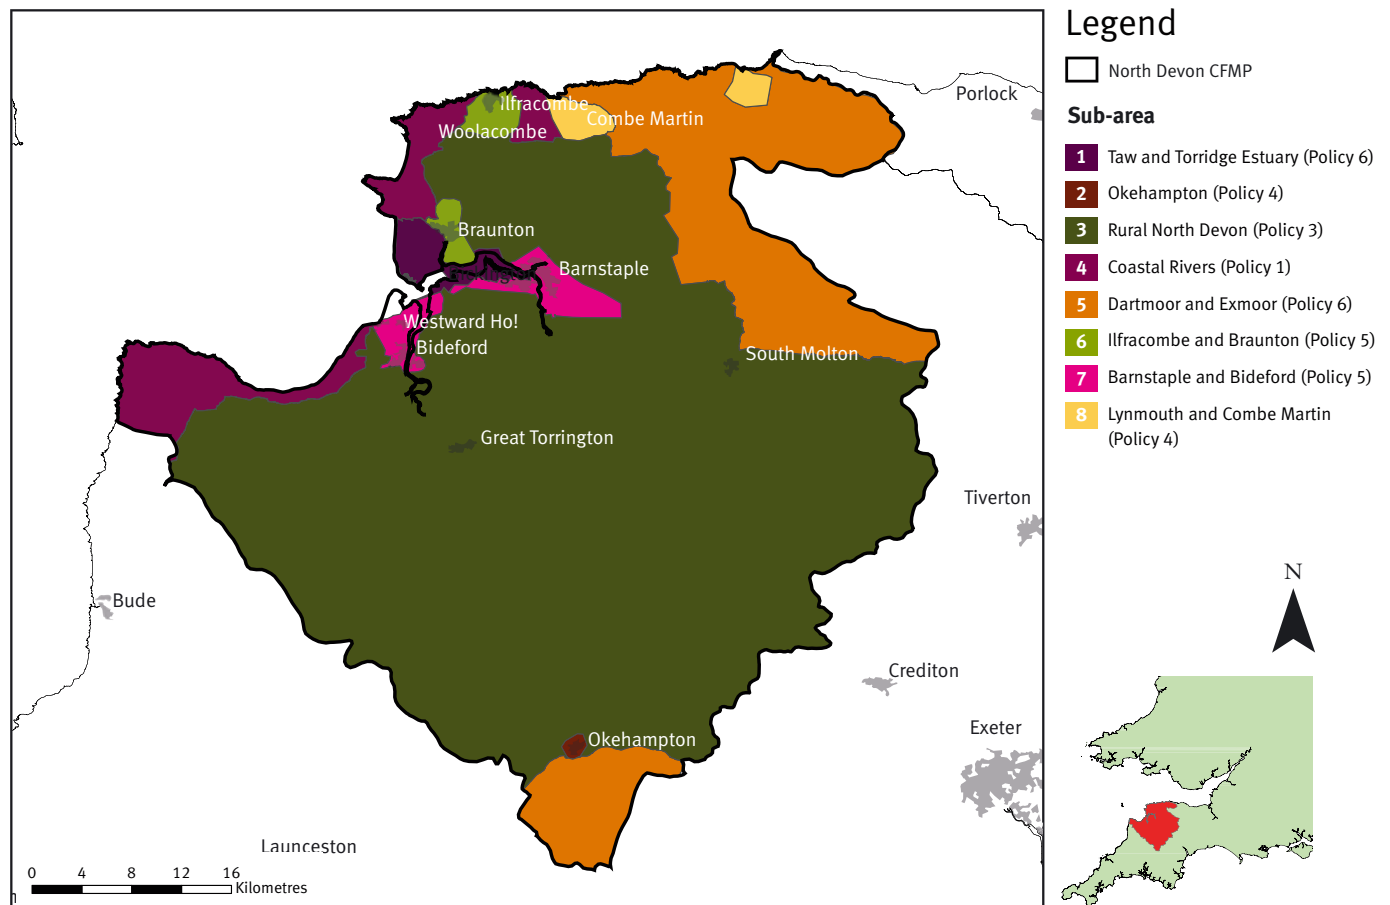 Legend
North Devon CFMP
Sub-area
1 Taw and Torridge Estuary (Policy 6)
2 Okehampton (Policy 4)
3 Rural North Devon (Policy 3)
4 Coastal Rivers (Policy 1)
5 Dartmoor and Exmoor (Policy 6)
6 Ilfracombe and Braunton (Policy 5)
7 Barnstaple and Bideford (Policy 5)
8 Lynmouth and Combe Martin
(Policy 4)
Porlock
Ilfracombe
Combe Martin
Woolacombe
Braunton
Barnstaple
Westward Ho!
Bideford
South Molton
Great Torrington
Tiverton
Bude
Crediton
Exeter
Okehampton
Launceston
0 4 8 12 16
Kilometres
N